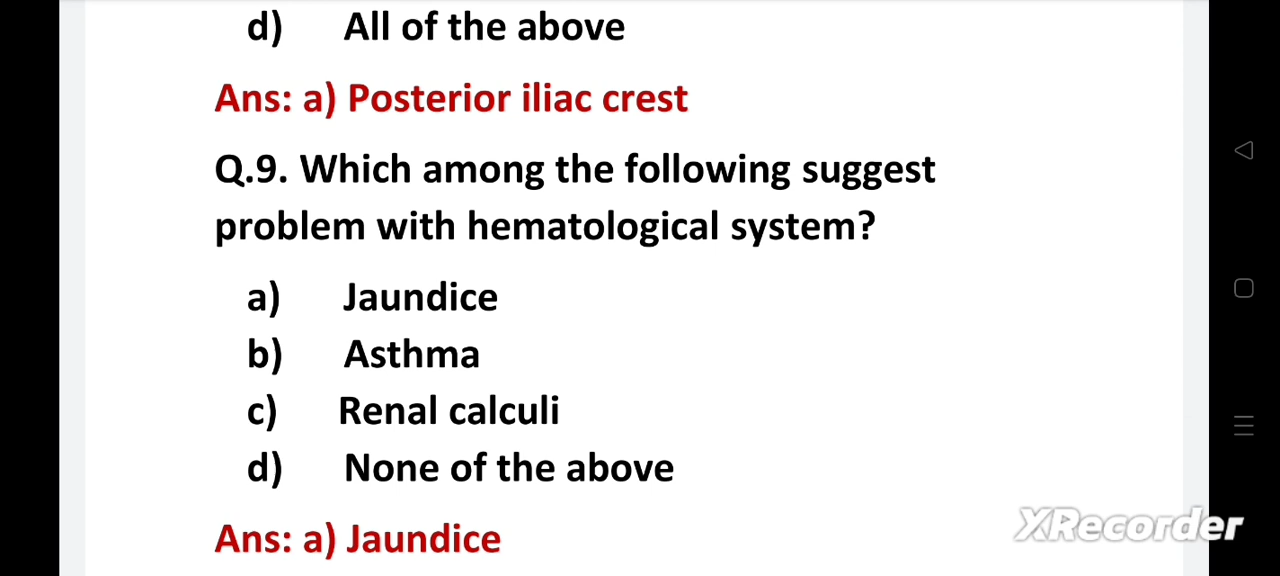 d) All of the above
Ans: a) Posterior iliac crest
Q.9. Which among the following suggest
problem with hematological system?
a) Jaundice
b) Asthma
c) Renal calculi
d) None of the above
Ans: a) Jaundice
XRecorder